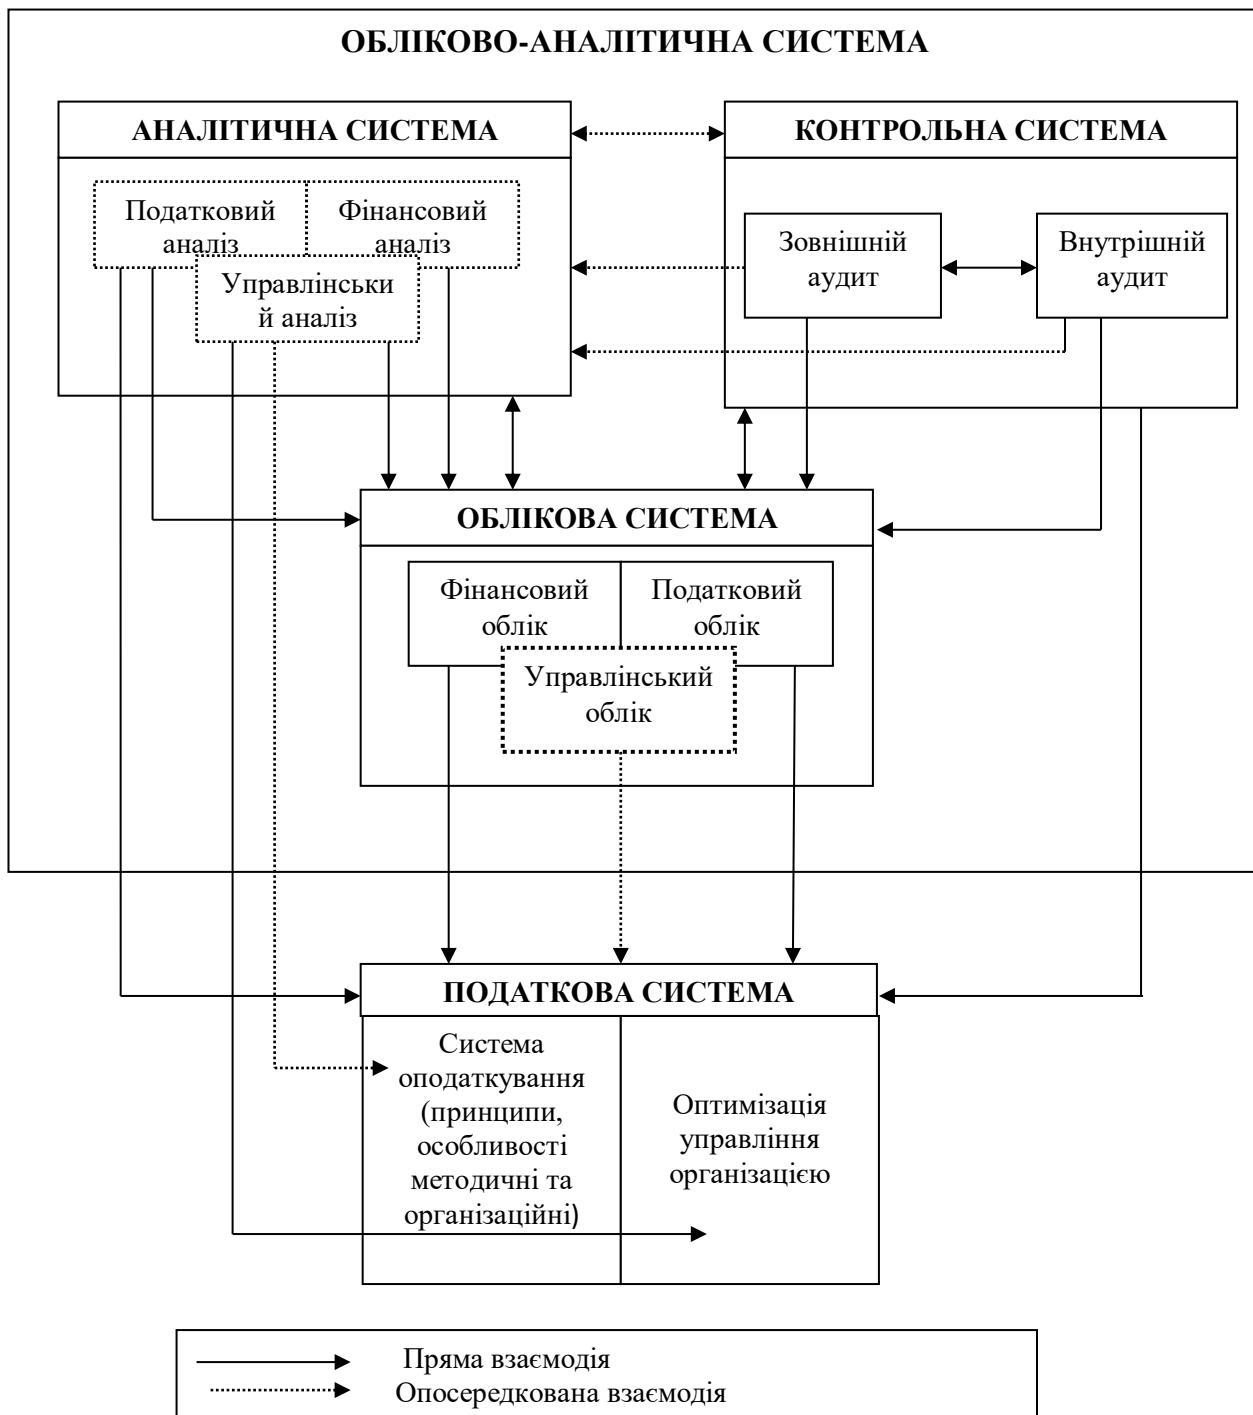 ОБЛІКОВО-АНАЛІТИЧНА СИСТЕМА
АНАЛІТИЧНА СИСТЕМА
КОНТРОЛЬНА СИСТЕМА
Податковий
аналіз
Фінансовий
аналіз
Управлінськи
й аналіз
Зовнішній
аудит
Внутрішній
аудит
ОБЛІКОВА СИСТЕМА
Фінансовий
облік
Податковий
облік
Управлінський
облік
ПОДАТКОВА СИСТЕМА
Система
оподаткування
(принципи,
особливості
методичні та
організаційні)
Оптимізація
управління
організацією
Пряма взаємодія
Опосередкована взаємодія